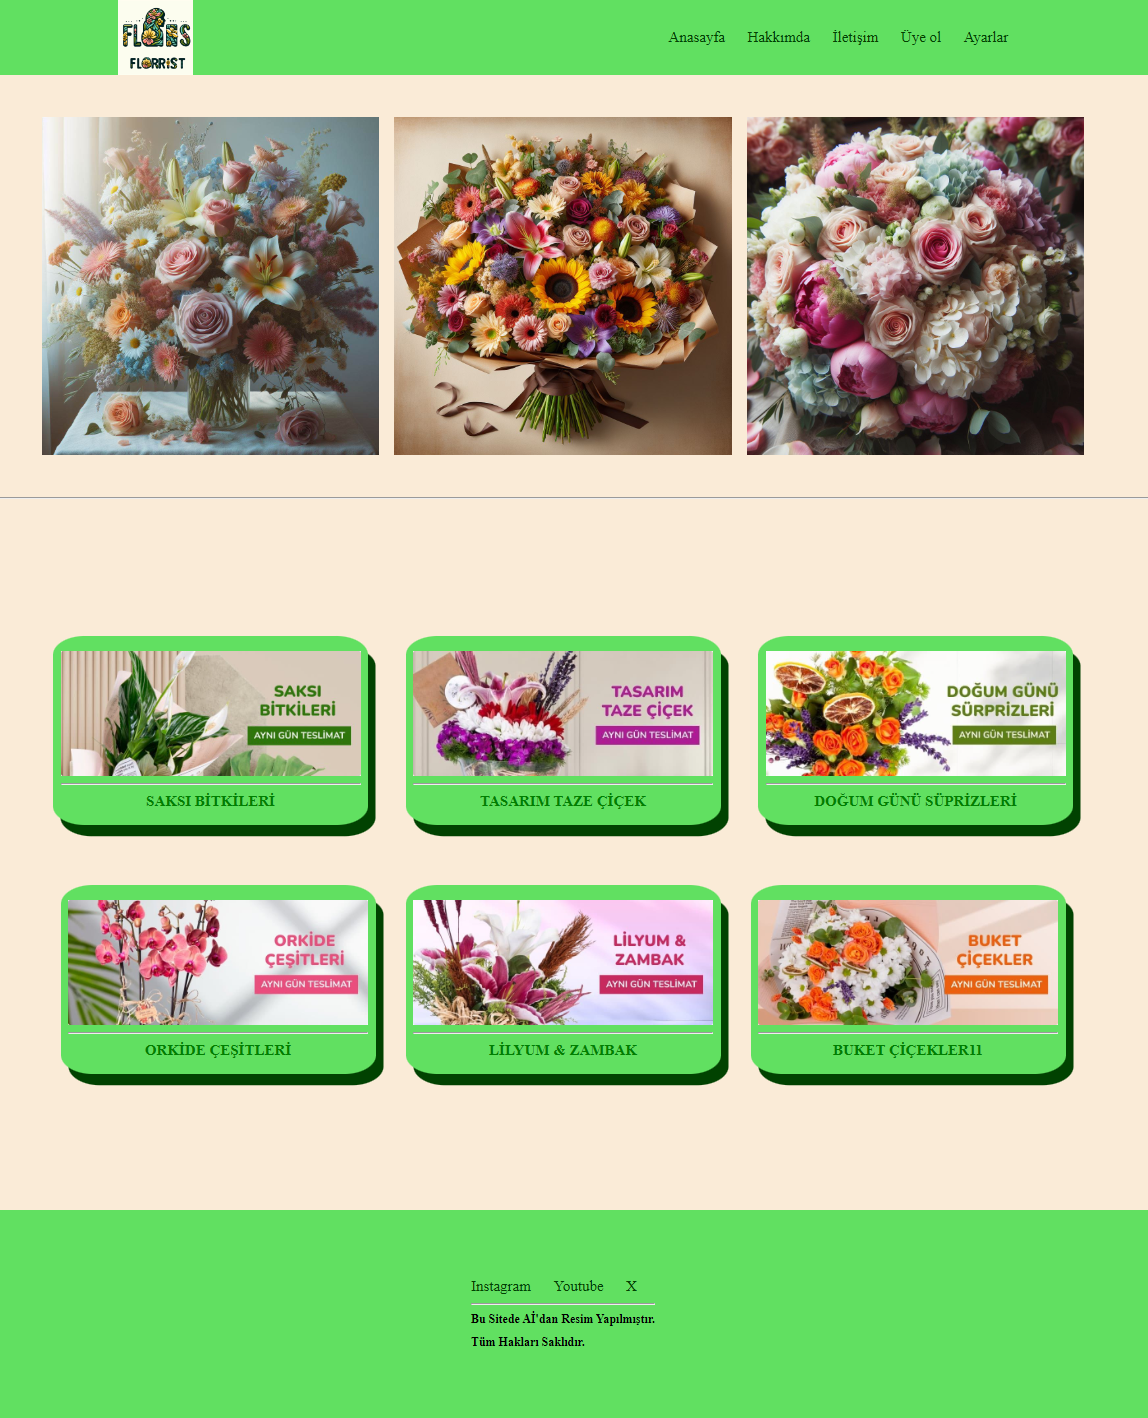 FLORRIST
Anasayfa Hakkımda İletişim Üye ol Ayarlar
SAKSI
BİTKİLERİ
AYNI GÜN TESLİMAT
SAKSI BİTKİLERİ
TASARIM
TAZE ÇİÇEK
AYNI GÜN TESLİMAT
TASARIM TAZE ÇİÇEK
DOĞUM GÜNÜ
SÜRPRİZLERİ
AYNI GÜN TESLİMAT
DOĞUM GÜNÜ SÜPRİZLERİ
ORKİDE
ÇEŞİTLERİ
AYNI GÜN TESLİMAT
ORKİDE ÇEŞİTLERİ
LİLYUM &
ZAMBAK
AYNI GÜN TESLİMAT
LİLYUM & ZAMBAK
BUKET
ÇİÇEKLER
AYNI GÜN TESLİMAT
BUKET ÇİÇEKLER11
Instagram Youtube X
Bu Sitede Aİ'dan Resim Yapılmıştır.
Tüm Hakları Saklıdır.